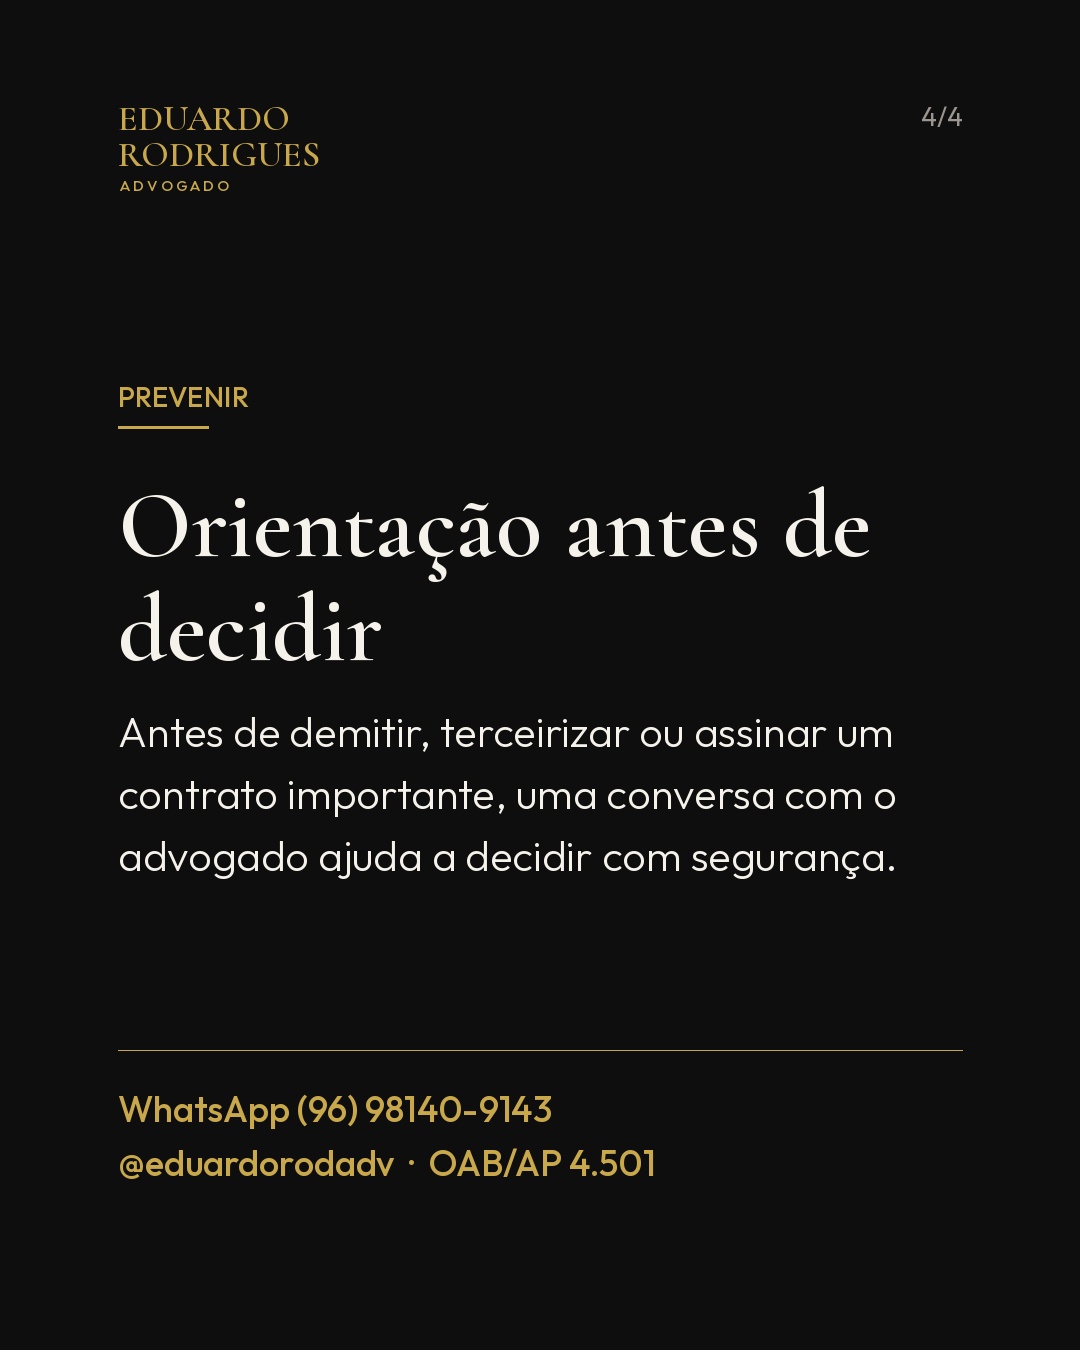 EDUARDO
RODRIGUES
ADVOGADO
4/4
PREVENIR
Orientação antes de
decidir
Antes de demitir, terceirizar ou assinar um
contrato importante, uma conversa com o
advogado ajuda a decidir com segurança.
WhatsApp (96) 98140-9143
@eduardorodadv · OAB/AP 4.501